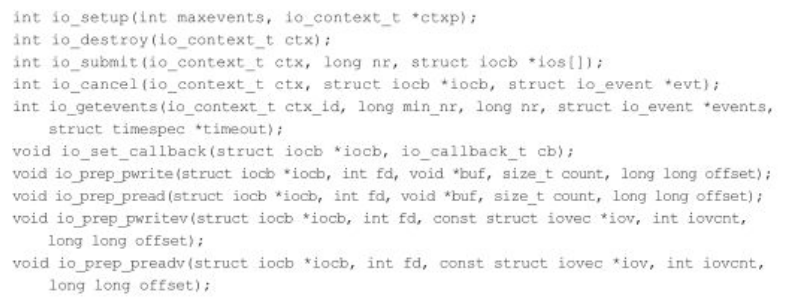 int io_setup(int maxevents, io_context_t *ctxp);
int io_destroy(io_context_t ctx);
int io_submit(io_context_t ctx, long nr, struct iocb *ios[]);
int io_cancel(io_context_t ctx, struct iocb *iocb, struct io_event *evt);
int io_getevents(io_context_t ctx_id, long min_nr, long nr, struct io_event *events,
struct timespec *timeout);
void io_set_callback(struct iocb *iocb, io_callback_t cb);
void io_prep_pwrite(struct iocb *iocb, int fd, void *buf, size_t count, long long offset);
void io_prep_pread(struct iocb *iocb, int fd, void *buf, size_t count, long long offset);
void io_prep_pwritev(struct iocb *iocb, int fd, const struct iovec *iov, int iovcnt,
long long offset);
void io_prep_preadv(struct iocb *iocb, int fd, const struct iovec *iov, int iovcnt,
long long offset);